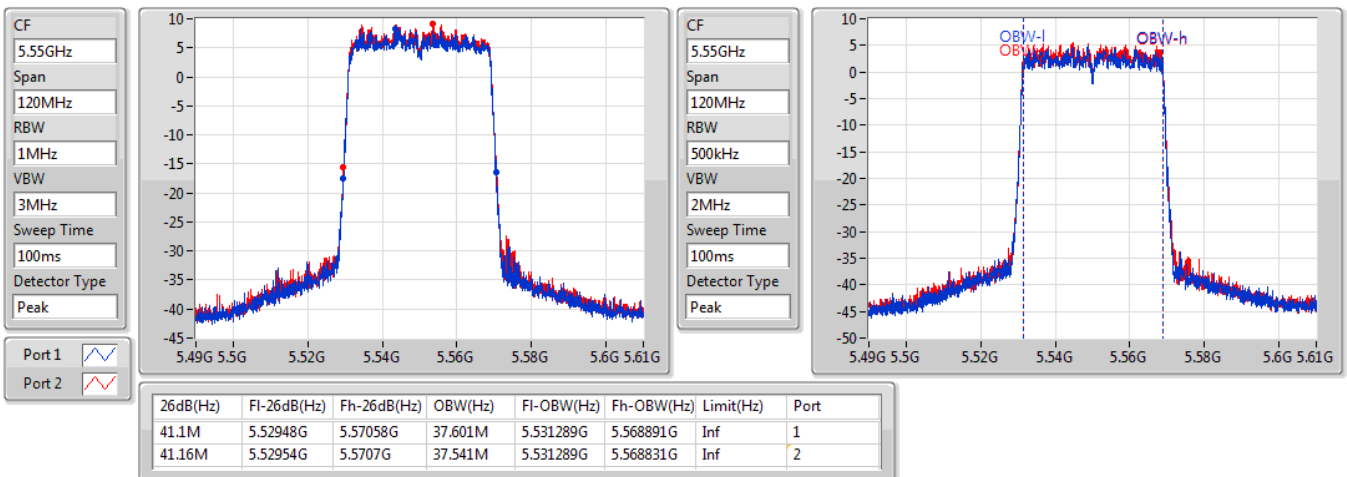 CF
5.55GHz
Span
120MHz
RBW
1MHz
VBW
3MHz
Sweep Time
100ms
Detector Type
Peak
Port 1
Port 2
10
5
0
-5
-10
-15
-20
-25
-30
-35
-40
-45
5.49G 5.5G 5.52G 5.54G 5.56G 5.58G 5.6G 5.61G
CF
5.55GHz
Span
120MHz
RBW
500kHz
VBW
2MHz
Sweep Time
100ms
Detector Type
Peak
10
5
0
-5
-10
-15
-20
-25
-30
-35
-40
-45
-50
OBW-l OBW-h
5.49G 5.5G 5.52G 5.54G 5.56G 5.58G 5.6G 5.61G
26dB(Hz) Fl-26dB(Hz) Fh-26dB(Hz) OBW(Hz) Fl-OBW(Hz) Fh-OBW(Hz) Limit(Hz) Port
41.1M 5.52948G 5.57058G 37.601M 5.531289G 5.568891G Inf 1
41.16M 5.52954G 5.5707G 37.541M 5.531289G 5.568831G Inf 2